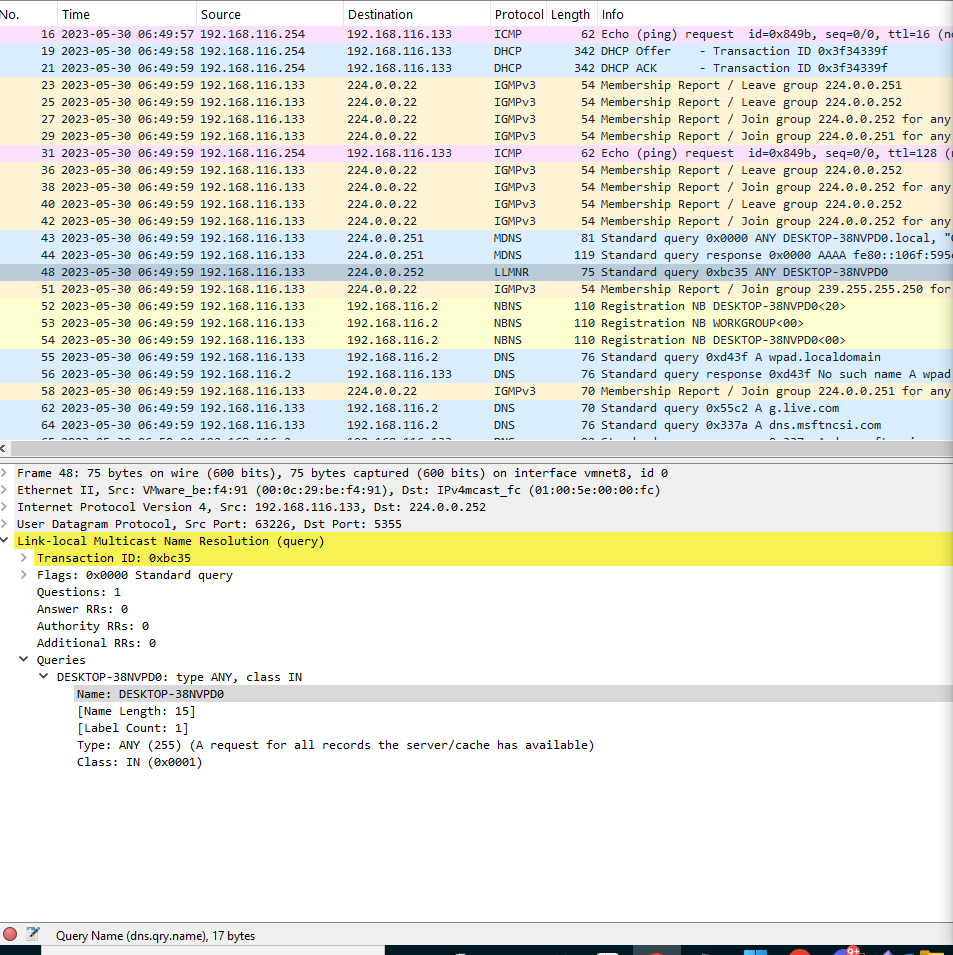 No. Time Source Destination Protocol Length Info
16 2023-05-30 06:49:57 192.168.116.254 192.168.116.133 ICMP 62 Echo (ping) request id=0x849b, seq=0/0, ttl=16 (no
19 2023-05-30 06:49:58 192.168.116.254 192.168.116.133 DHCP 342 DHCP Offer - Transaction ID 0x3f34339f
21 2023-05-30 06:49:59 192.168.116.254 192.168.116.133 DHCP 342 DHCP ACK - Transaction ID 0x3f34339f
23 2023-05-30 06:49:59 192.168.116.133 224.0.0.22 IGMPv3 54 Membership Report / Leave group 224.0.0.251
25 2023-05-30 06:49:59 192.168.116.133 224.0.0.22 IGMPv3 54 Membership Report / Leave group 224.0.0.252
27 2023-05-30 06:49:59 192.168.116.133 224.0.0.22 IGMPv3 54 Membership Report / Join group 224.0.0.252 for any
29 2023-05-30 06:49:59 192.168.116.133 224.0.0.22 IGMPv3 54 Membership Report / Join group 224.0.0.251 for any
31 2023-05-30 06:49:59 192.168.116.254 192.168.116.133 ICMP 62 Echo (ping) request id=0x849b, seq=0/0, ttl=128 (
36 2023-05-30 06:49:59 192.168.116.133 224.0.0.22 IGMPv3 54 Membership Report / Leave group 224.0.0.252
38 2023-05-30 06:49:59 192.168.116.133 224.0.0.22 IGMPv3 54 Membership Report / Join group 224.0.0.252 for any
40 2023-05-30 06:49:59 192.168.116.133 224.0.0.22 IGMPv3 54 Membership Report / Leave group 224.0.0.252
42 2023-05-30 06:49:59 192.168.116.133 224.0.0.22 IGMPv3 54 Membership Report / Join group 224.0.0.252 for any
43 2023-05-30 06:49:59 192.168.116.133 224.0.0.251 MDNS 81 Standard query 0x0000 ANY DESKTOP-38NVPD0.local, "
44 2023-05-30 06:49:59 192.168.116.133 224.0.0.251 MDNS 119 Standard query response 0x0000 AAAA fe80::106f:595
48 2023-05-30 06:49:59 192.168.116.133 224.0.0.252 LLMNR 75 Standard query 0xbc35 ANY DESKTOP-38NVPD0
51 2023-05-30 06:49:59 192.168.116.133 224.0.0.22 IGMPv3 54 Membership Report / Join group 239.255.255.250 for
52 2023-05-30 06:49:59 192.168.116.133 192.168.116.2 NBNS 110 Registration NB DESKTOP-38NVPD0<20>
53 2023-05-30 06:49:59 192.168.116.133 192.168.116.2 NBNS 110 Registration NB WORKGROUP<00>
54 2023-05-30 06:49:59 192.168.116.133 192.168.116.2 NBNS 110 Registration NB DESKTOP-38NVPD0<00>
55 2023-05-30 06:49:59 192.168.116.133 192.168.116.2 DNS 76 Standard query 0xd43f A wpad.localdomain
56 2023-05-30 06:49:59 192.168.116.2 192.168.116.133 DNS 76 Standard query response 0xd43f No such name A wpad
58 2023-05-30 06:49:59 192.168.116.133 224.0.0.22 IGMPv3 70 Membership Report / Join group 224.0.0.251 for any
62 2023-05-30 06:49:59 192.168.116.133 192.168.116.2 DNS 70 Standard query 0x55c2 A g.live.com
64 2023-05-30 06:49:59 192.168.116.133 192.168.116.2 DNS 76 Standard query 0x337a A dns.msftncsi.com
Frame 48: 75 bytes on wire (600 bits), 75 bytes captured (600 bits) on interface vmnet8, id 0
Ethernet II, Src: VMware_be:f4:91 (00:0c:29:be:f4:91), Dst: IPv4mcast_fc (01:00:5e:00:00:fc)
Internet Protocol Version 4, Src: 192.168.116.133, Dst: 224.0.0.252
User Datagram Protocol, Src Port: 63226, Dst Port: 5355
Link-local Multicast Name Resolution (query)
Transaction ID: 0xbc35
Flags: 0x0000 Standard query
Questions: 1
Answer RRs: 0
Authority RRs: 0
Additional RRs: 0
Queries
DESKTOP-38NVPD0: type ANY, class IN
Name: DESKTOP-38NVPD0
[Name Length: 15]
[Label Count: 1]
Type: ANY (255) (A request for all records the server/cache has available)
Class: IN (0x0001)
Query Name (dns.qry.name), 17 bytes
9+